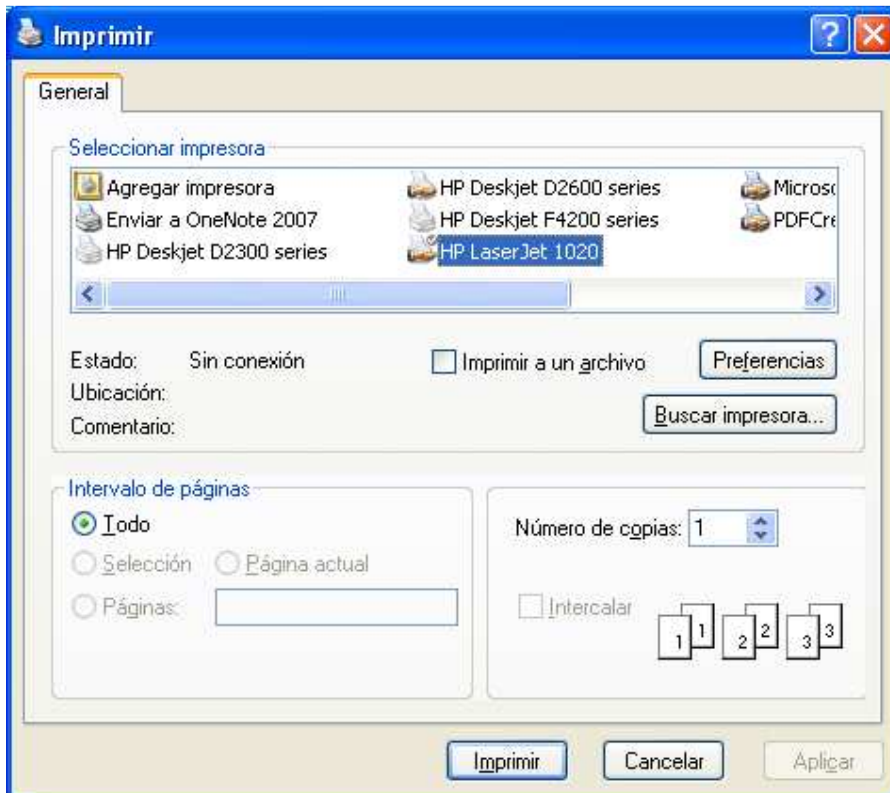 Imprimir
General
Seleccionar impresora
Agregar impresora
Enviar a OneNote 2007
HP Deskjet D2300 series
HP Deskjet D2600 series
HP Deskjet F4200 series
HP LaserJet 1020
Microso
PDFCre
Estado: Sin conexión
Ubicación:
Comentario:
Imprimir a un archivo
Preferencias
Buscar impresora...
Intervalo de páginas
Todo
Selección Página actual
Páginas:
Número de copias: 1
Intercalar
1 1 2 2 3 3
Imprimir Cancelar Aplicar